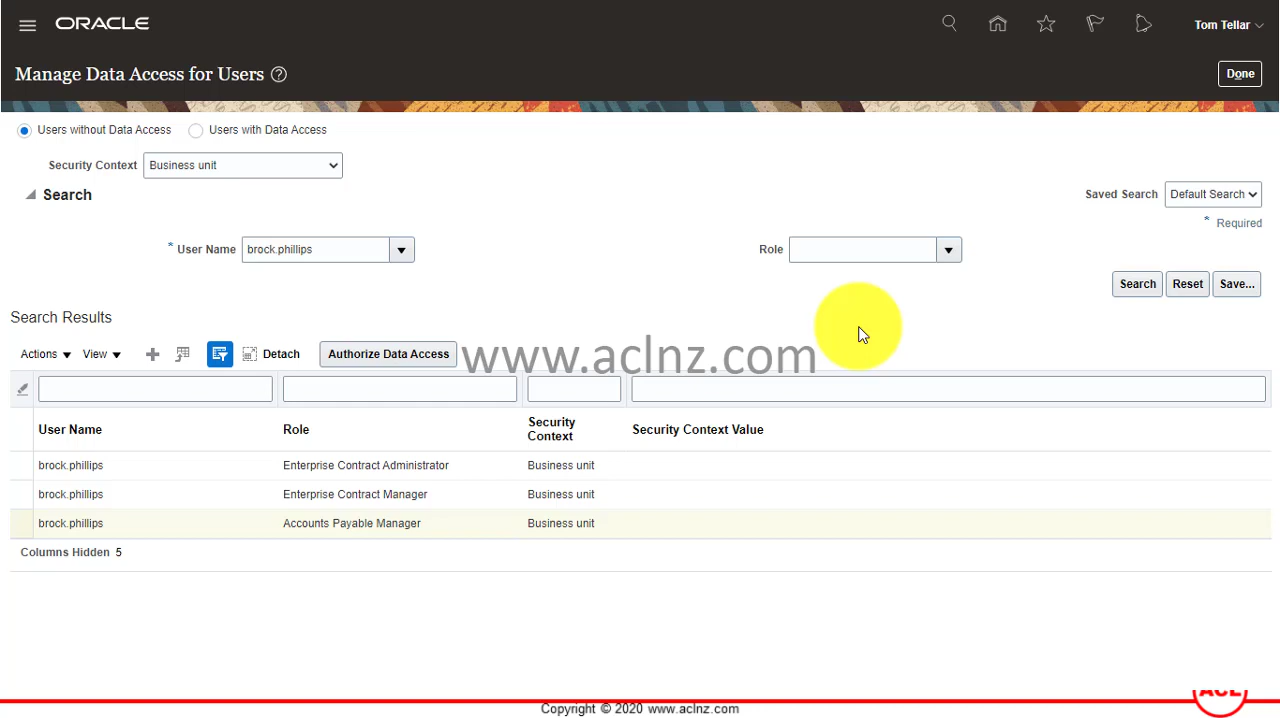 ORACLE
Tom Tellar
Manage Data Access for Users ?
Done
Users without Data Access Users with Data Access
Security Context Business unit
Search
Saved Search Default Search
* Required
* User Name brock.phillips
Role
Search Reset Save...
Search Results
Actions View Detach Authorize Data Access
www.aclnz.com
User Name Role Security Context Security Context Value
brock.phillips Enterprise Contract Administrator Business unit
brock.phillips Enterprise Contract Manager Business unit
brock.phillips Accounts Payable Manager Business unit
Columns Hidden 5
ACL
Copyright © 2020 www.aclnz.com